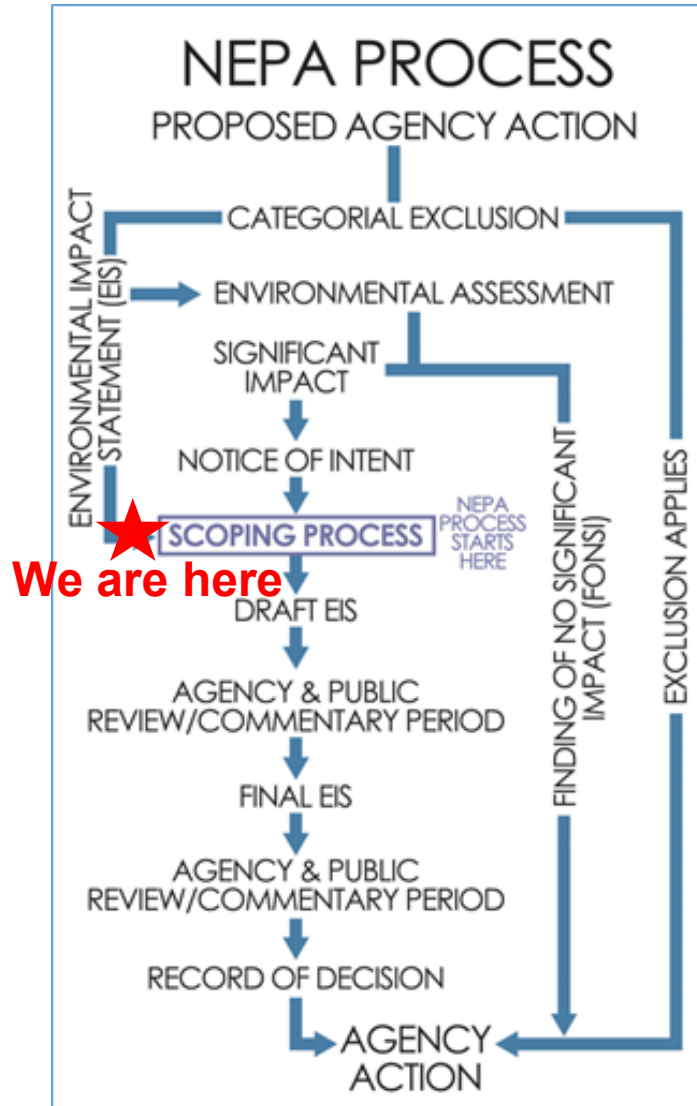 NEPA PROCESS
PROPOSED AGENCY ACTION
CATEGORIAL EXCLUSION
ENVIRONMENTAL IMPACT
STATEMENT (EIS)
ENVIRONMENTAL ASSESSMENT
SIGNIFICANT
IMPACT
NOTICE OF INTENT
SCOPING PROCESS
NEPA
PROCESS
STARTS
HERE
We are here
DRAFT EIS
AGENCY & PUBLIC
REVIEW/COMMENTARY PERIOD
FINAL EIS
AGENCY & PUBLIC
REVIEW/COMMENTARY PERIOD
RECORD OF DECISION
FINDING OF NO SIGNIFICANT
IMPACT (FONSI)
EXCLUSION APPLIES
AGENCY
ACTION